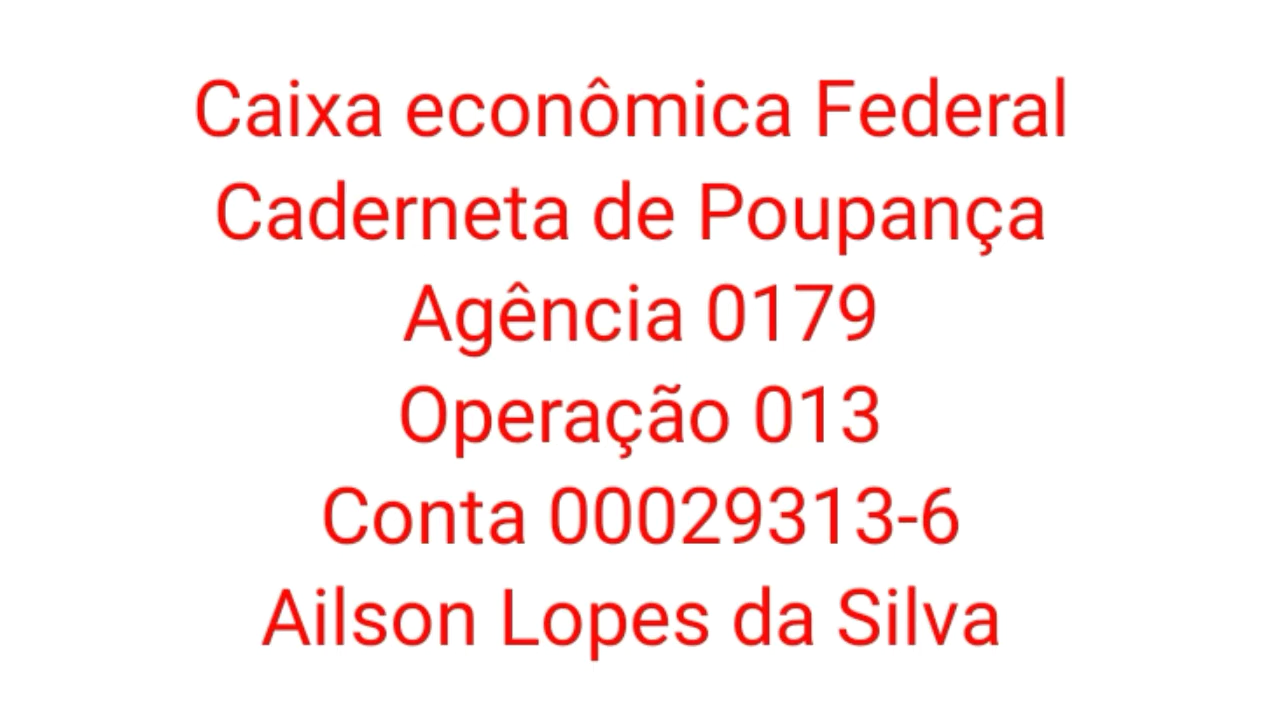 Caixa econômica Federal
Caderneta de Poupança
Agência 0179
Operação 013
Conta 00029313-6
Ailson Lopes da Silva